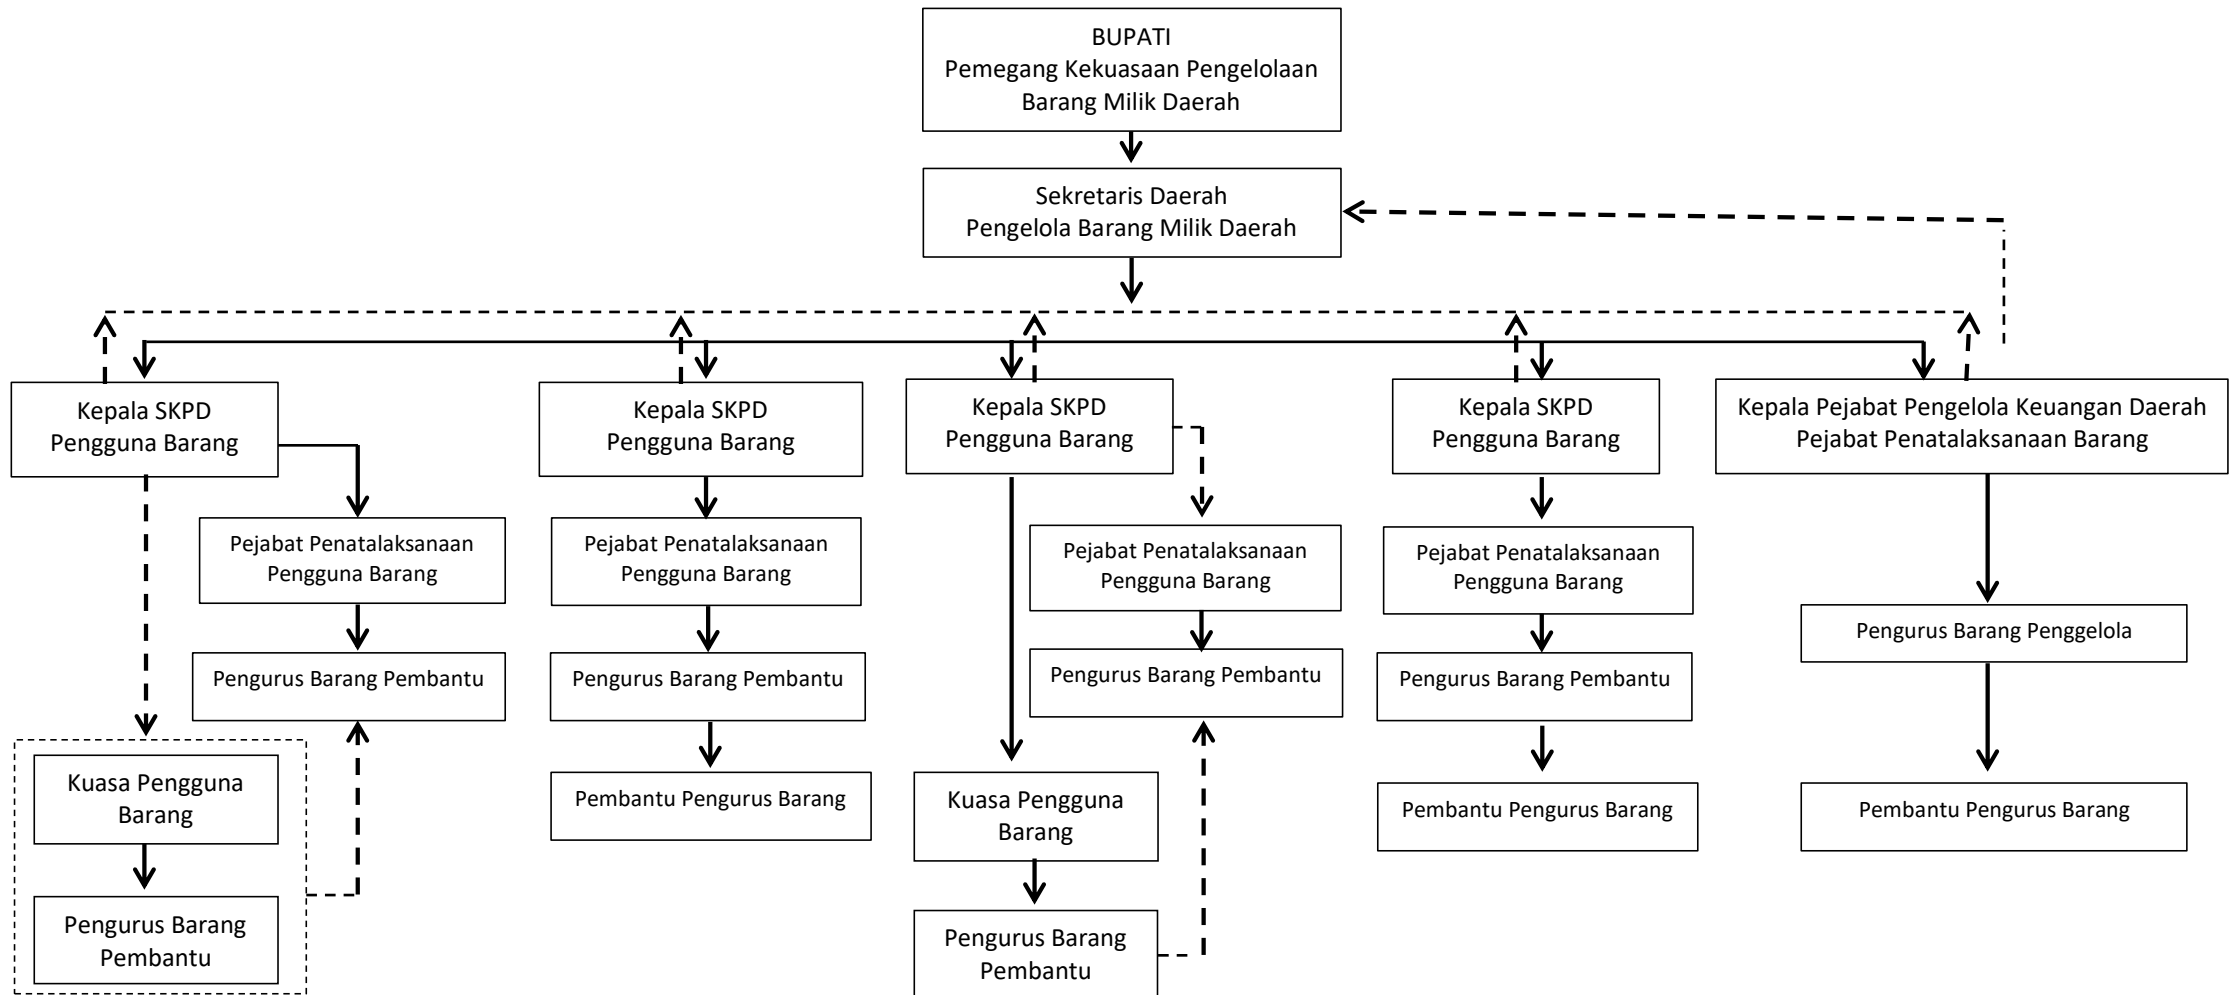 BUPATI
Pemegang Kekuasaan Pengelolaan
Barang Milik Daerah
Sekretaris Daerah
Pengelola Barang Milik Daerah
Kepala SKPD
Pengguna Barang
Kepala SKPD
Pengguna Barang
Kepala SKPD
Pengguna Barang
Kepala SKPD
Pengguna Barang
Kepala Pejabat Pengelola Keuangan Daerah
Pejabat Penatalaksanaan Barang
Pejabat Penatalaksanaan
Pengguna Barang
Pejabat Penatalaksanaan
Pengguna Barang
Pejabat Penatalaksanaan
Pengguna Barang
Pejabat Penatalaksanaan
Pengguna Barang
Pengurus Barang Penggelola
Pengurus Barang Pembantu
Pengurus Barang Pembantu
Pengurus Barang Pembantu
Pengurus Barang Pembantu
Kuasa Pengguna
Barang
Pembantu Pengurus Barang
Kuasa Pengguna
Barang
Pembantu Pengurus Barang
Pembantu Pengurus Barang
Pengurus Barang
Pembantu
Pengurus Barang
Pembantu